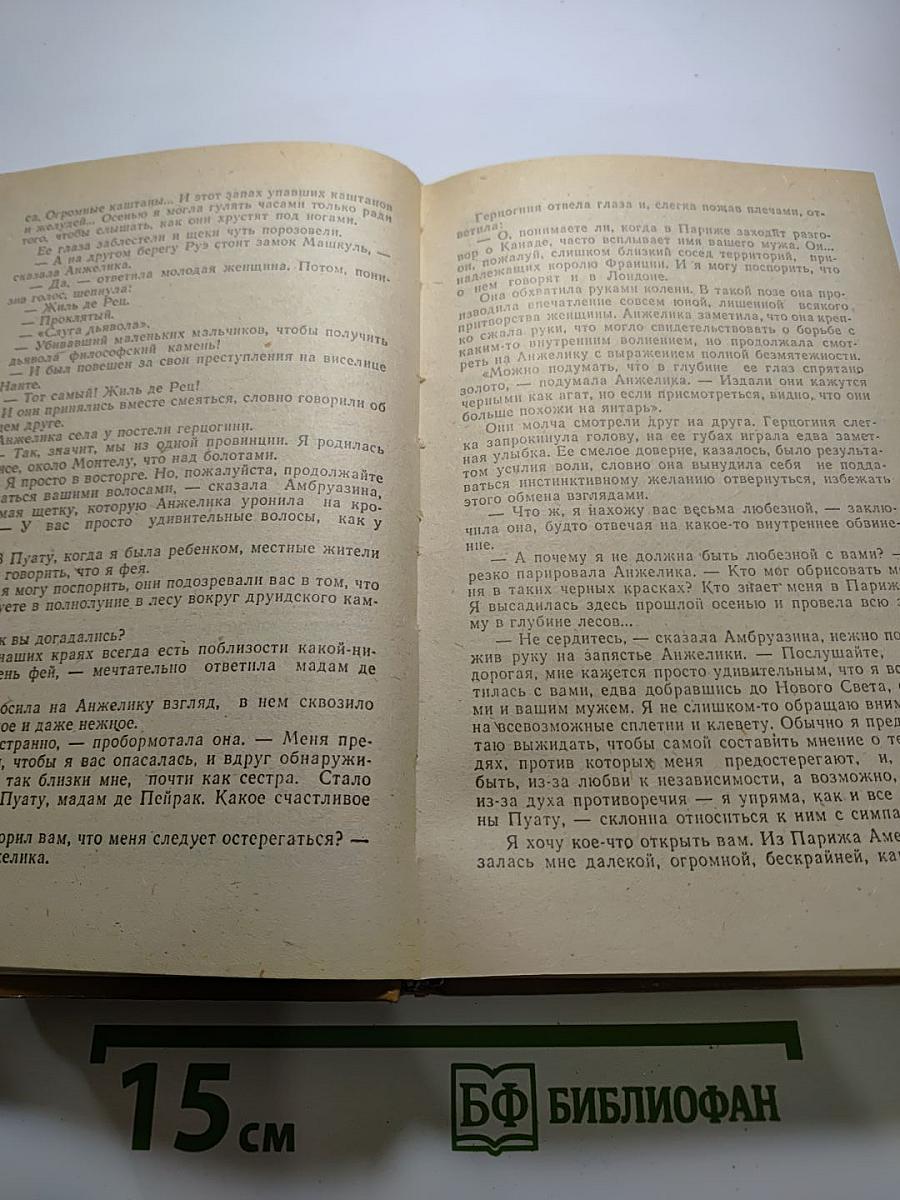 са. Огромные каштаны... И этот запах упавших каштанов
и желудей... Осенью я могла гулять часами только ради
того, чтобы слышать, как они хрустят под ногами.
Ее глаза заблестели и щеки чуть порозовели.
— А на другом берегу Руэ стоит замок Машкуль, —
сказала Анжелика.
— Да, — ответила молодая женщина. Потом, пони-
зив голос, шепнула:
— Жиль де Рец.
— Проклятый.
— «Слуга дьявола».
— Убивавший маленьких мальчиков, чтобы получить
дьявола философский камень!
— И был повешен за свои преступления на виселице
Нанте.
— Тот самый! Жиль де Рец!
И они принялись вместе смеяться, словно говорили об
щем друге.
Анжелика села у постели герцогини.
— Так, значит, мы из одной провинции. Я родилась
нсе, около Монтелу, что над болотами.
Я просто в восторге. Но, пожалуйста, продолжайте
аться вашими волосами, — сказала Амбруазина,
мая щетку, которую Анжелика уронила на кро-
— У вас просто удивительные волосы, как у
В Пуату, когда я была ребенком, местные жители
говорить, что я фея.
я могу поспорить, они подозревали вас в том, что
уете в полнолуние в лесу вокруг друидского кам-
к вы догадались?
наших краях всегда есть поблизости какой-ни-
ень фей, — мечтательно ответила мадам де
осила на Анжелику взгляд, в нем сквозило
ое и даже нежное.
странно, — пробормотала она. — Меня пре-
, чтобы я вас опасалась, и вдруг обнаружи-
так близки мне, почти как сестра. Стало
Пуату, мадам де Пейрак. Какое счастливое
орил вам, что меня следует остерегаться? —
желика.
Герцогиня отвела глаза и, слегка пожав плечами, от-
ветила:
— О, понимаете ли, когда в Париже заходит разго-
вор о Канаде, часто всплывет имя вашего мужа. Он...
он, пожалуй, слишком близкий сосед территорий, при-
надлежащих королю Франции. И я могу поспорить, что
о нем говорят и в Лондоне.
Она обхватила руками колени. В такой позе она про-
изводила впечатление совсем юной, лишенной всякого
притворства женщины. Анжелика заметила, что она креп-
ко сжала руки, что могло свидетельствовать о борьбе с
каким-то внутренним волнением, но продолжала смот-
реть на Анжелику с выражением полной безмятежности.
«Можно подумать, что в глубине ее глаз спрятано
золото, — подумала Анжелика. — Издали они кажутся
черными как агат, но если присмотреться, видно, что они
больше похожи на янтарь».
Они молча смотрели друг на друга. Герцогиня слег-
ка запрокинула голову, на ее губах играла едва замет-
ная улыбка. Ее смелое доверие, казалось, было результа-
том усилия воли, словно она вынудила себя не подда-
ваться инстинктивному желанию отвернуться, избежать
этого обмена взглядами.
— Что ж, я нахожу вас весьма любезной, — заклю-
чила она, будто отвечая на какое-то внутреннее обвине-
ние.
— А почему я не должна быть любезной с вами? —
резко парировала Анжелика. — Кто мог обрисовать ме
ня в таких черных красках? Кто знает меня в Париж
Я высадилась здесь прошлой осенью и провела всю з
му в глубине лесов...
— Не сердитесь, — сказала Амбруазина, нежно по
жив руку на запястье Анжелики. — Послушайте,
дорогая, мне кажется просто удивительным, что я вс
тилась с вами, едва добравшись до Нового Света, с
ми и вашим мужем. Я не слишком-то обращаю вним
на всевозможные сплетни и клевету. Обычно я пред
таю выжидать, чтобы самой составить мнение о те
дях, против которых меня предостерегают, и,
быть, из-за любви к независимости, а возможно,
из-за духа противоречия — я упряма, как и все
ны Пуату, — склонна относиться к ним с симпа
Я хочу кое-что открыть вам. Из Парижа Аме
залась мне далекой, огромной, бескрайней, ка
15 см
БФ БИБЛИОФАН